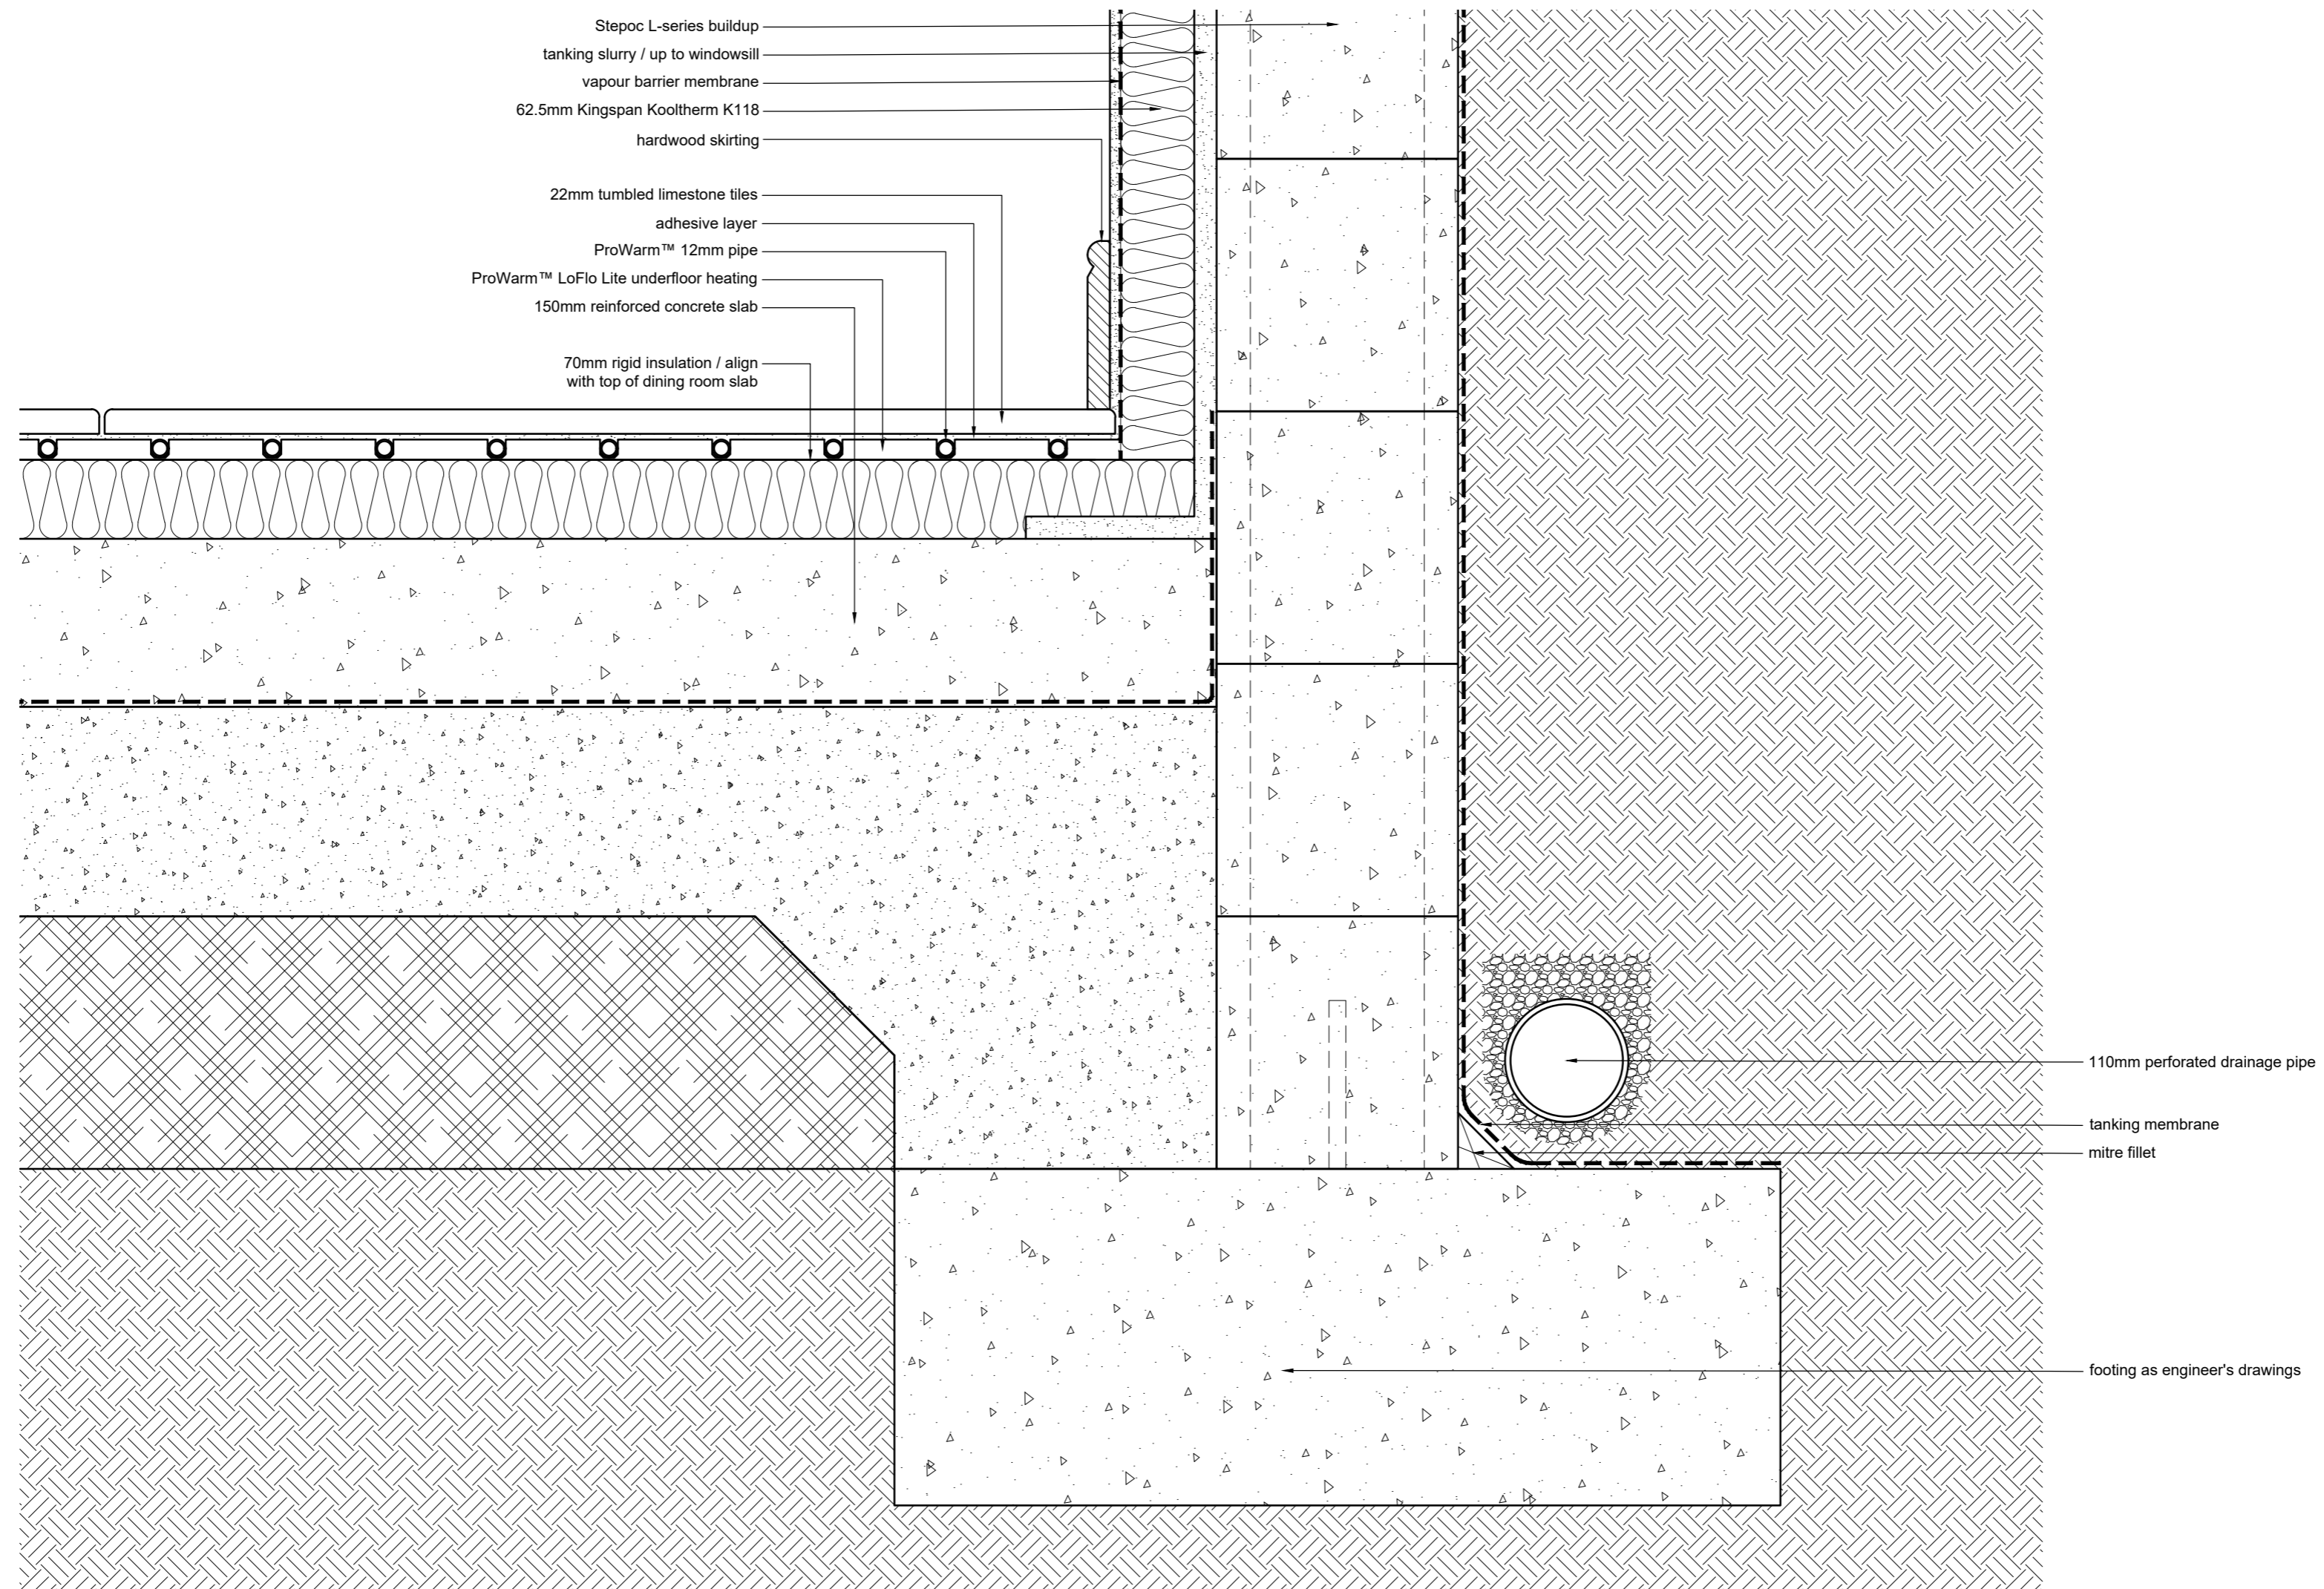 Stepoc L-series buildup
tanking slurry / up to windowsill
vapour barrier membrane
62.5mm Kingspan Kooltherm K118
hardwood skirting
22mm tumbled limestone tiles
adhesive layer
ProWarm™ 12mm pipe
ProWarm™ LoFlo Lite underfloor heating
150mm reinforced concrete slab
70mm rigid insulation / align
with top of dining room slab
110mm perforated drainage pipe
tanking membrane
mitre fillet
footing as engineer's drawings